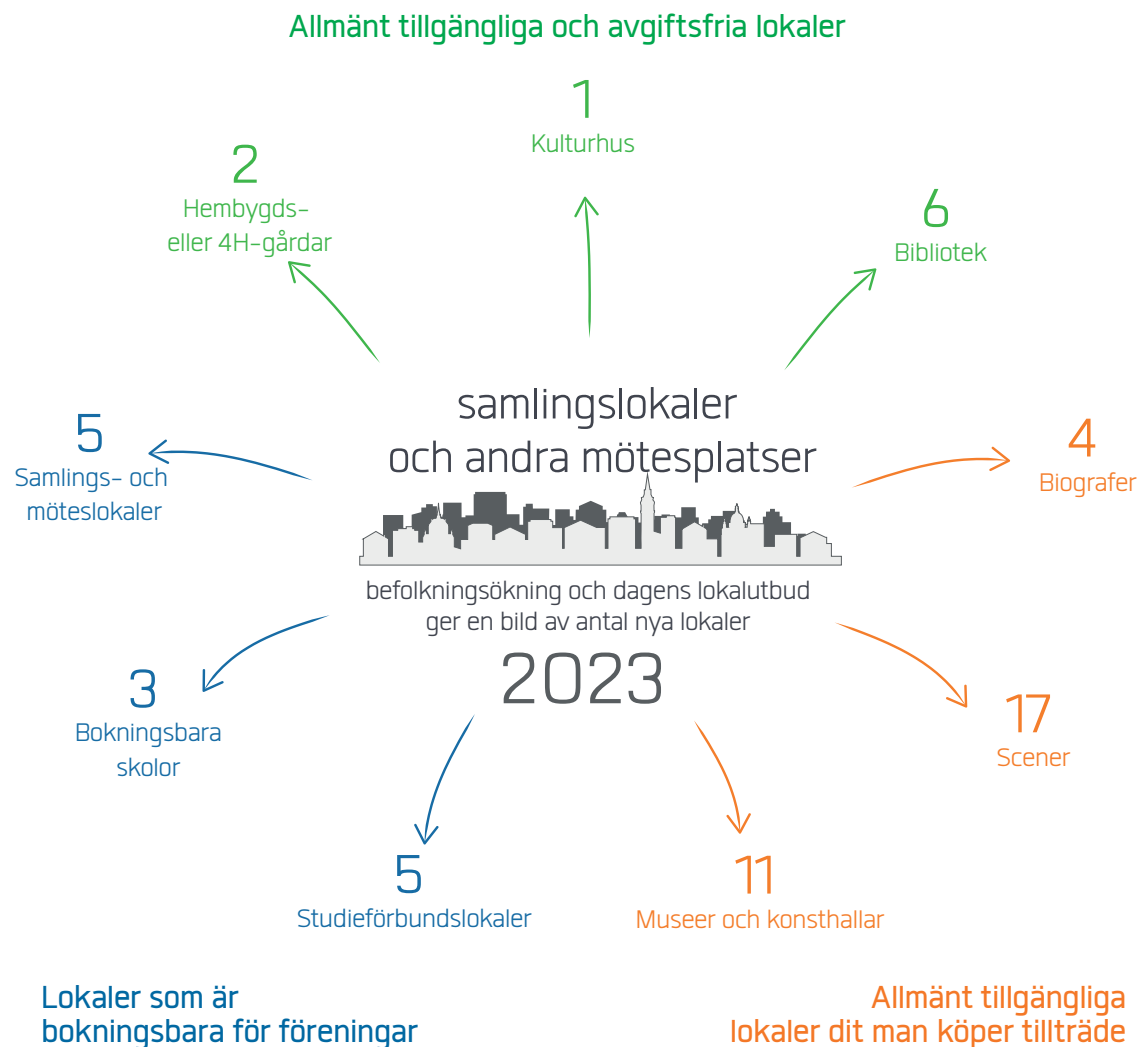 Allmänt tillgängliga och avgiftsfria lokaler
1
Kulturhus
2
Hembygds-
eller 4H-gårdar
6
Bibliotek
samlingslokaler
och andra mötesplatser
5
Samlings- och
möteslokaler
4
Biografer
befolkningsökning och dagens lokalutbud
ger en bild av antal nya lokaler
2023
3
Bokningsbara
skolor
17
Scener
5
Studieförbundslokaler
11
Museer och konsthallar
Lokaler som är
bokningsbara för föreningar
Allmänt tillgängliga
lokaler dit man köper tillträde